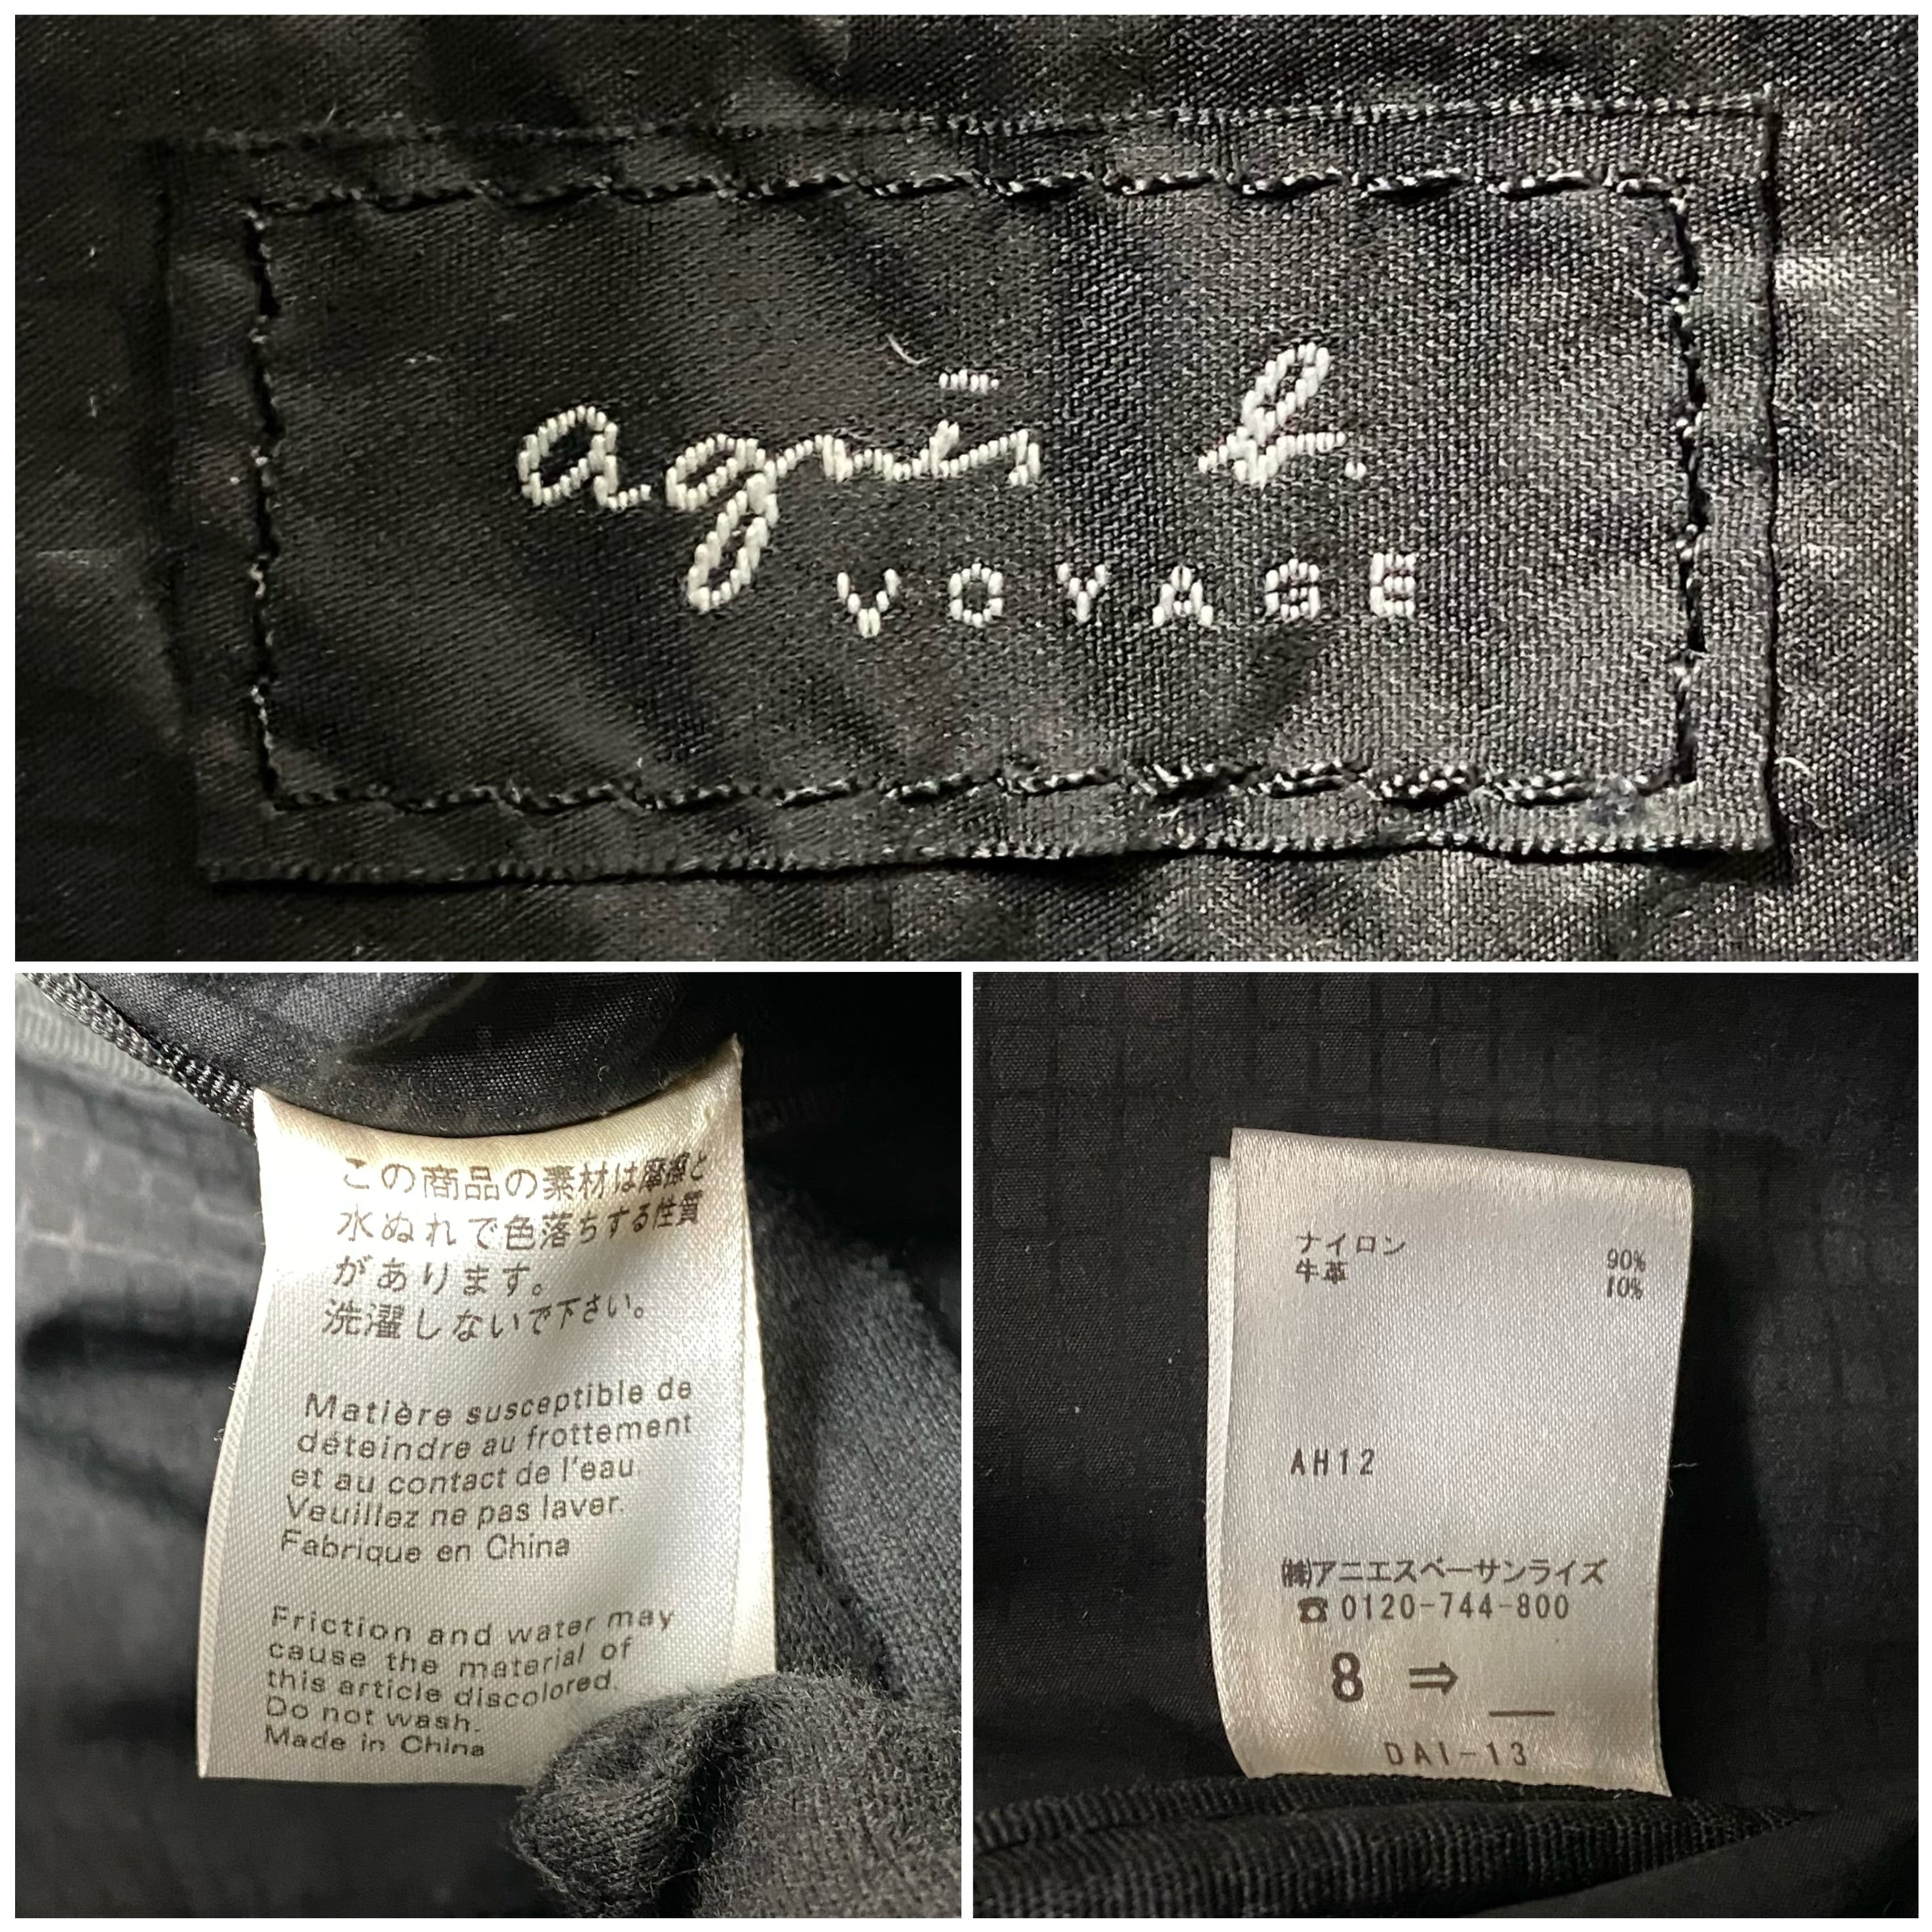 agnès b.
VOYAGE
この商品の素材は摩擦と
水ぬれで色落ちする性質
があります。
洗濯しないで下さい。
Matière susceptible de
déteindre au frottement
et au contact de l'eau.
Veuillez ne pas laver.
Fabrique en China
Friction and water may
cause the material of
this article discolored.
Do not wash.
Made in China
ナイロン 90%
牛革 10%
AH12
㈱アニエスベーサンライズ
☎0120-744-800
8 ⇒ __
DAI-13